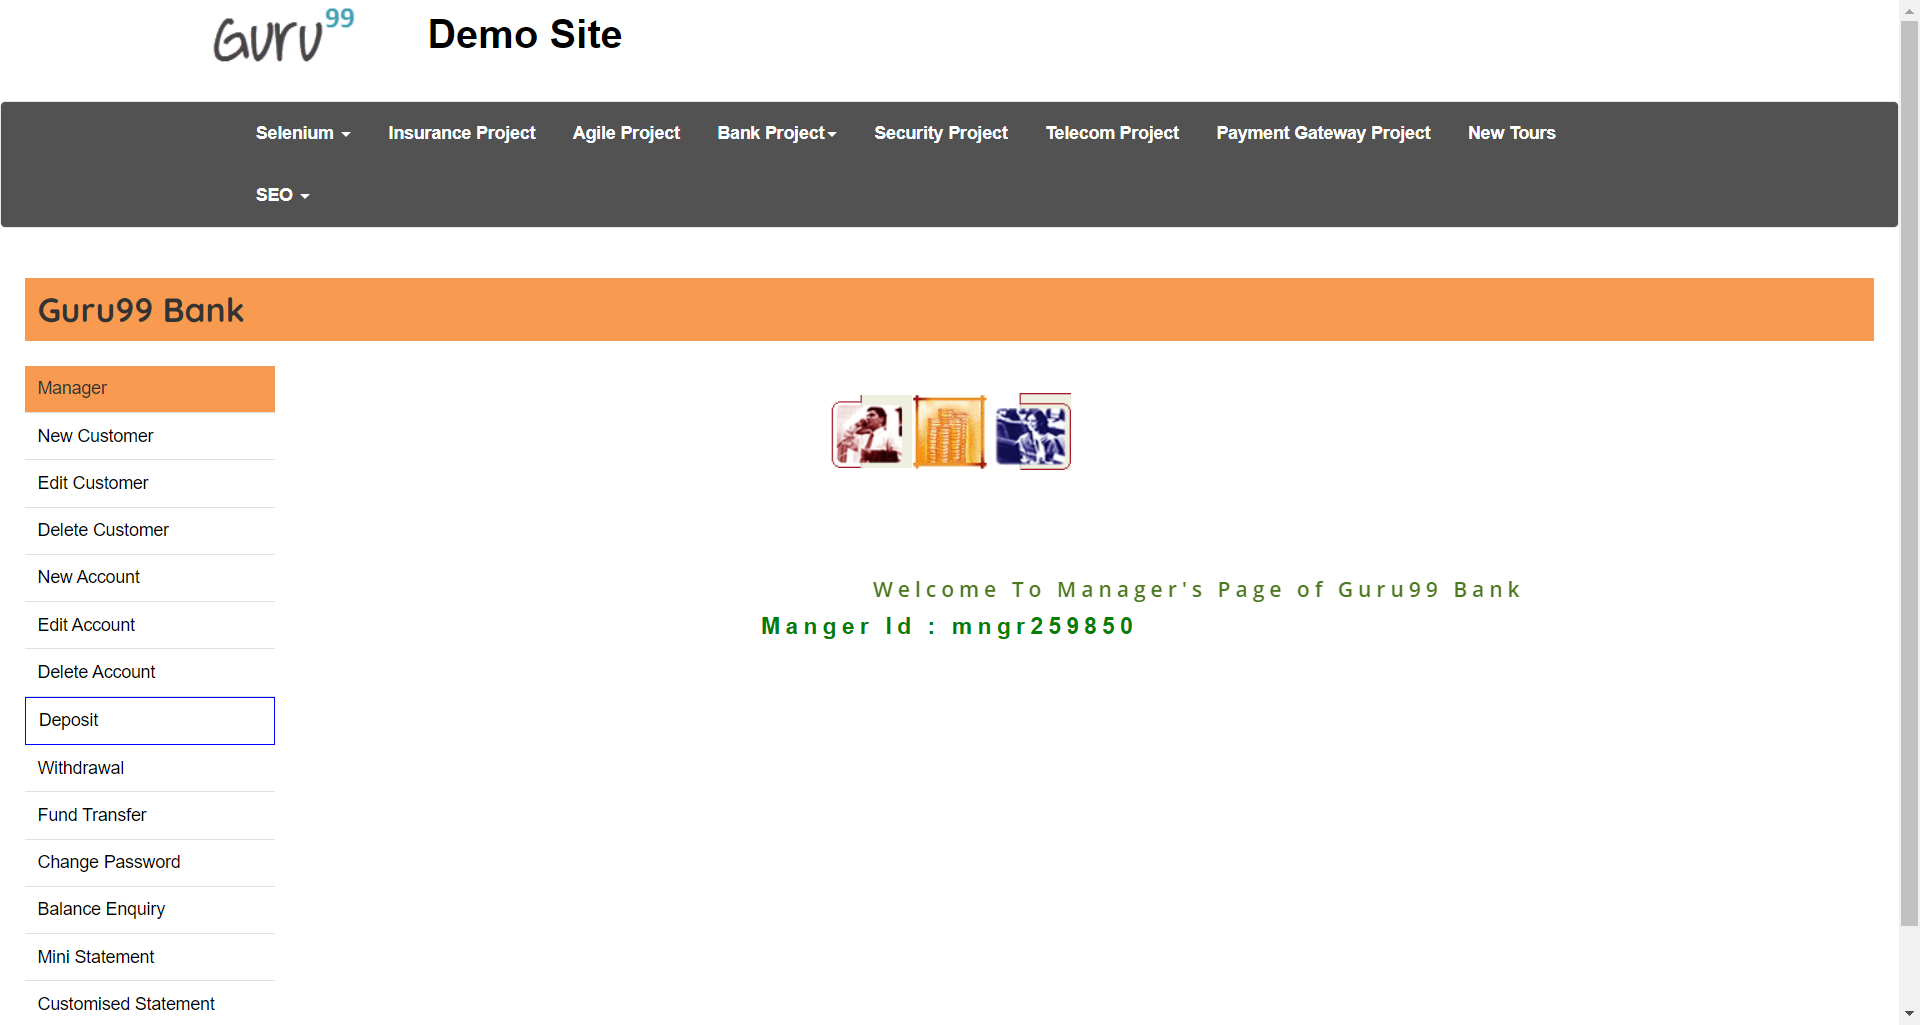 Guru99
Demo Site
Selenium
Insurance Project
Agile Project
Bank Project
Security Project
Telecom Project
Payment Gateway Project
New Tours
SEO
Guru99 Bank
Manager
New Customer
Edit Customer
Delete Customer
New Account
Edit Account
Delete Account
Deposit
Withdrawal
Fund Transfer
Change Password
Balance Enquiry
Mini Statement
Customised Statement
Welcome To Manager's Page of Guru99 Bank
Manger Id : mngr259850